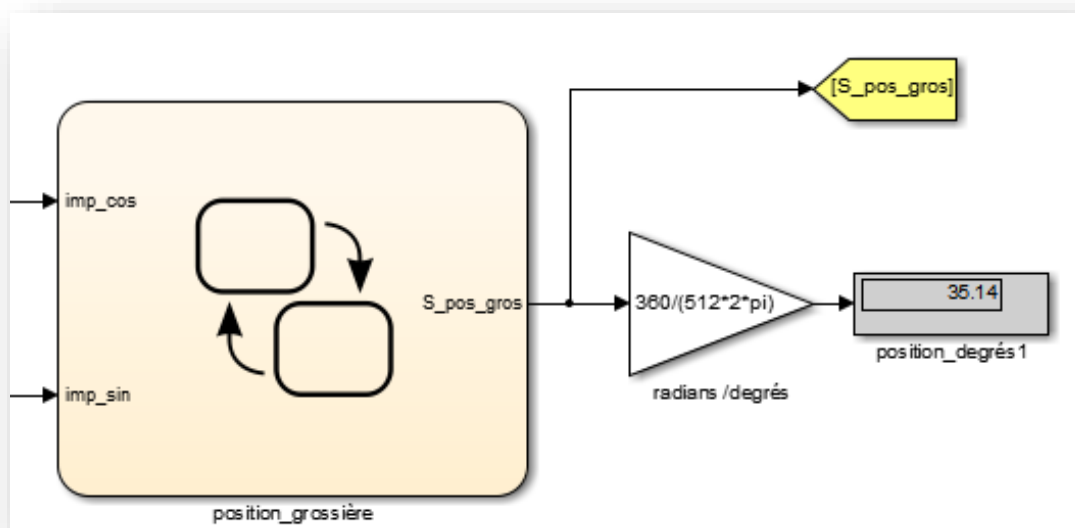 [S_pos_gros]
imp_cos
S_pos_gros
360/(512*2*pi)
35.14
position_degrés1
radians /degrés
imp_sin
position_grossière